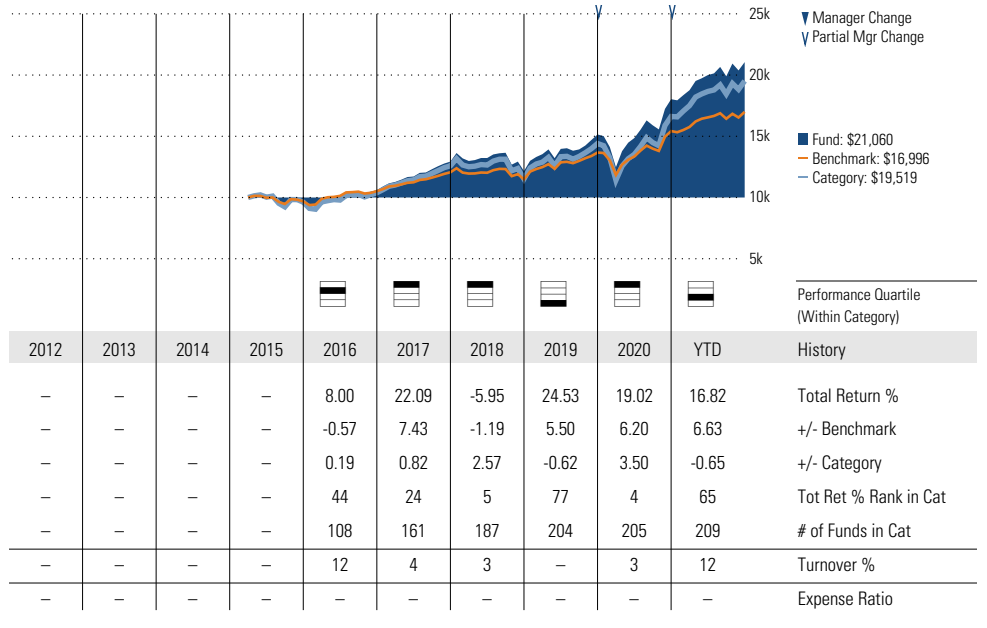 25k
20k
15k
10k
5k
Manager Change
Partial Mgr Change
Fund: $21,060
Benchmark: $16,996
Category: $19,519
Performance Quartile
(Within Category)
2012 2013 2014 2015 2016 2017 2018 2019 2020 YTD History
– – – – 8.00 22.09 -5.95 24.53 19.02 16.82 Total Return %
– – – – -0.57 7.43 -1.19 5.50 6.20 6.63 +/- Benchmark
– – – – 0.19 0.82 2.57 -0.62 3.50 -0.65 +/- Category
– – – – 44 24 5 77 4 65 Tot Ret % Rank in Cat
– – – – 108 161 187 204 205 209 # of Funds in Cat
– – – – 12 4 3 – 3 12 Turnover %
– – – – – – – – – – Expense Ratio